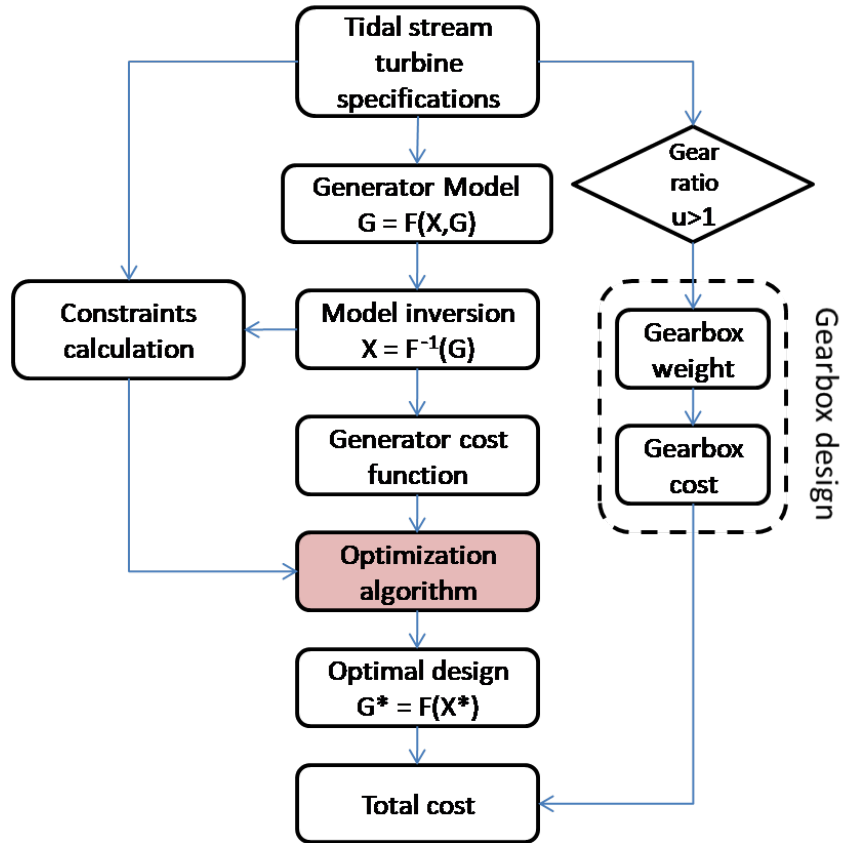 Tidal stream
turbine
specifications
Gear
ratio
u>1
Generator Model
G = F(X,G)
Constraints
calculation
Model inversion
X = F⁻¹(G)
Gearbox
weight
Gearbox
cost
Gearbox design
Generator cost
function
Optimization
algorithm
Optimal design
G* = F(X*)
Total cost